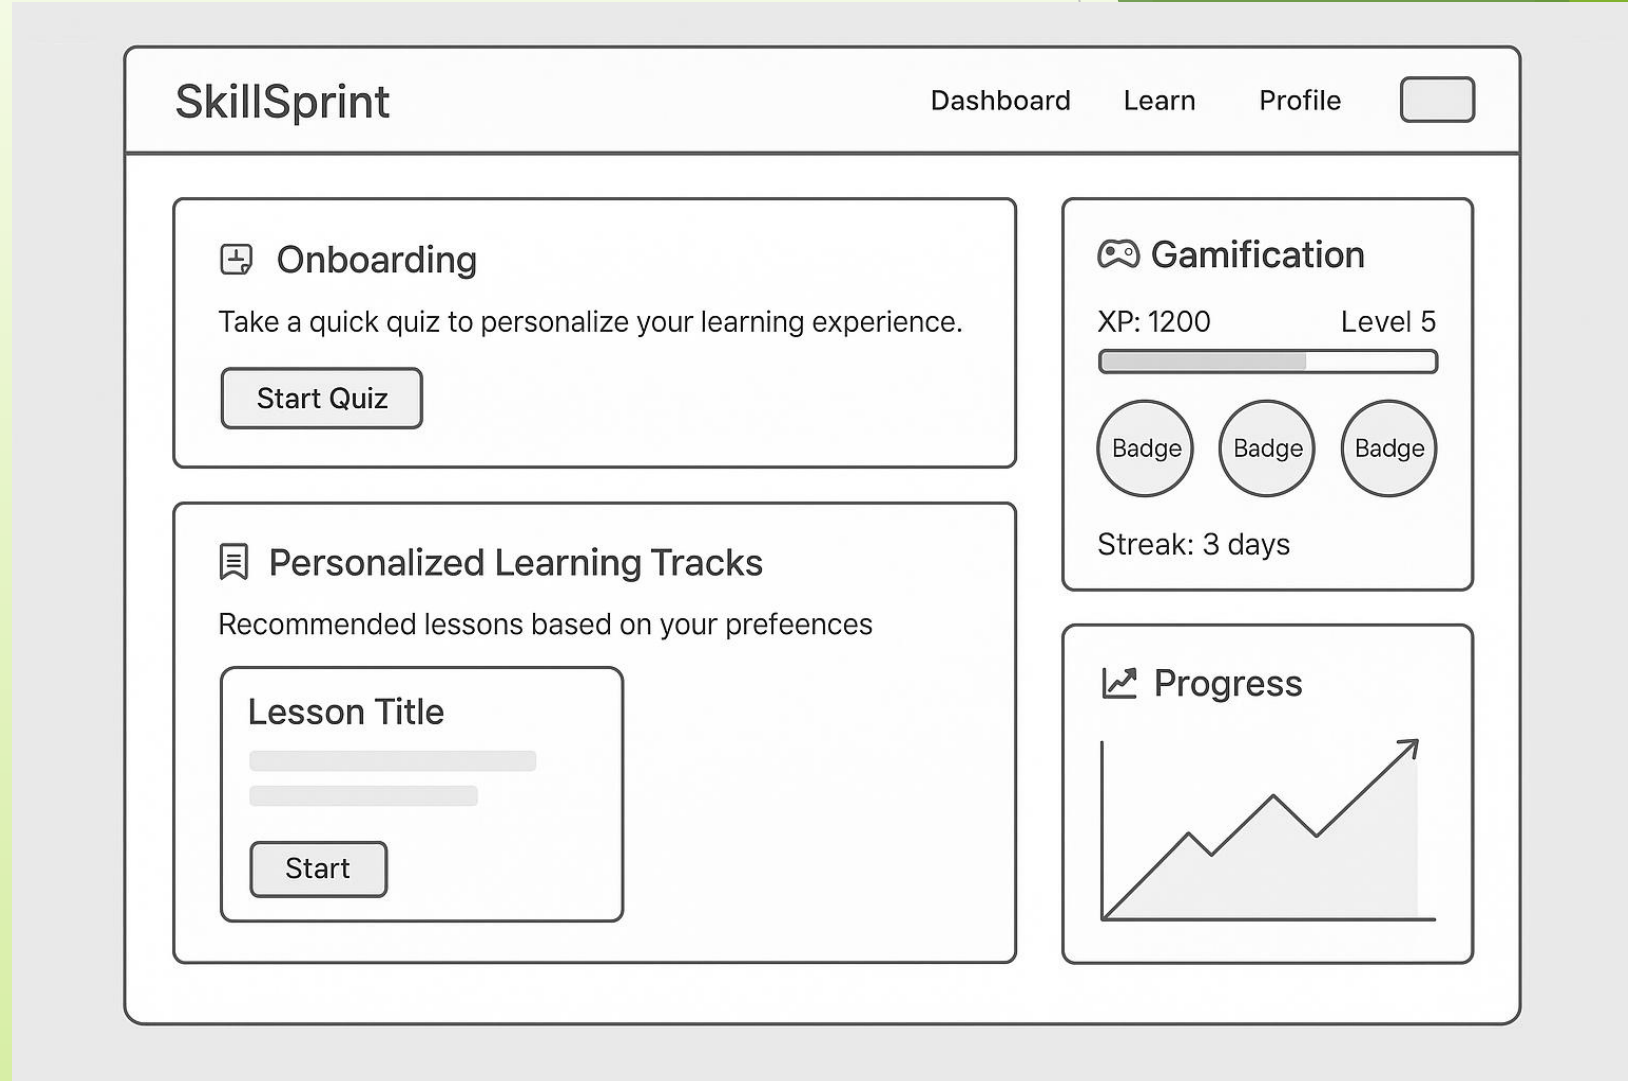 SkillSprint
Dashboard
Learn
Profile
Onboarding
Take a quick quiz to personalize your learning experience.
Start Quiz
Personalized Learning Tracks
Recommended lessons based on your prefeences
Lesson Title
Start
Gamification
XP: 1200
Level 5
Badge
Badge
Badge
Streak: 3 days
Progress